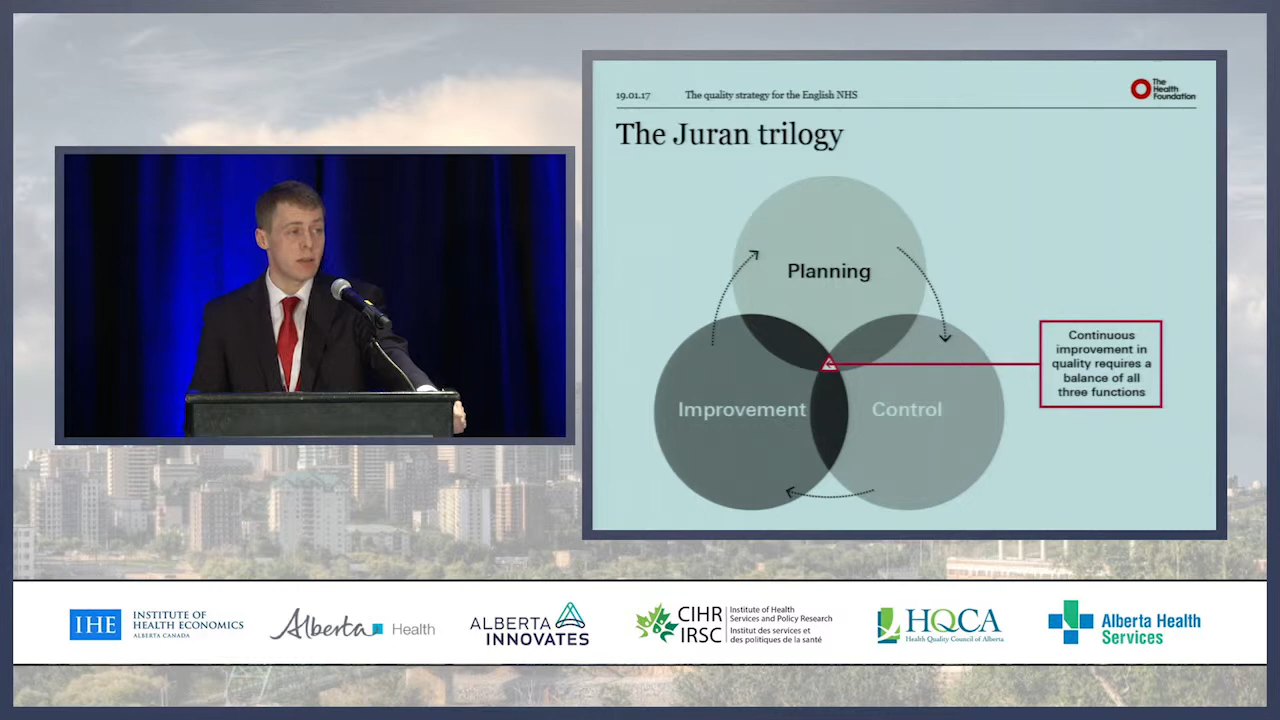 19.01.17 The quality strategy for the English NHS
The Health Foundation
The Juran trilogy
Planning
Improvement
Control
Continuous
improvement in
quality requires a
balance of all
three functions
IHE
INSTITUTE OF
HEALTH ECONOMICS
ALBERTA CANADA
Alberta Health
ALBERTA
INNOVATES
CIHR
IRSC
Institute of Health
Services and Policy Research
Institut des services et
des politiques de la santé
HQCA
Health Quality Council of Alberta
Alberta Health
Services